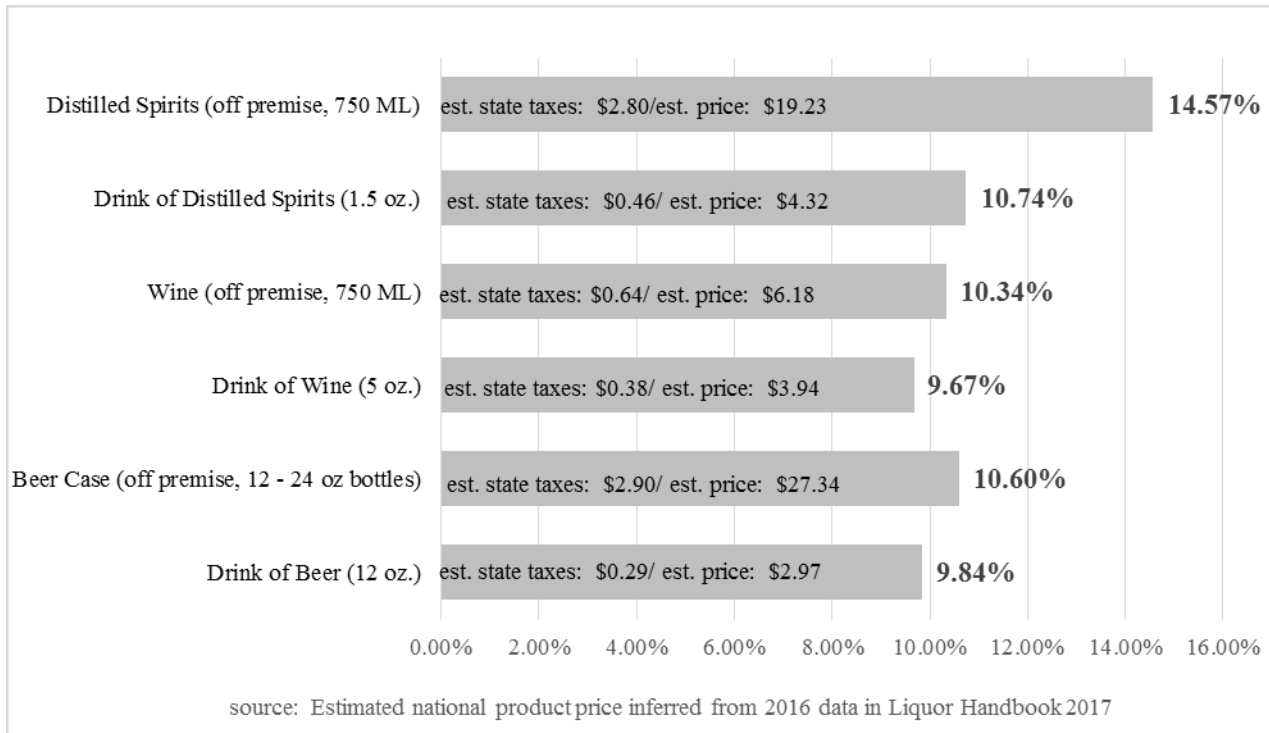 Distilled Spirits (off premise, 750 ML) est. state taxes: $2.80/est. price: $19.23 14.57%
Drink of Distilled Spirits (1.5 oz.) est. state taxes: $0.46/ est. price: $4.32 10.74%
Wine (off premise, 750 ML) est. state taxes: $0.64/ est. price: $6.18 10.34%
Drink of Wine (5 oz.) est. state taxes: $0.38/ est. price: $3.94 9.67%
Beer Case (off premise, 12 - 24 oz bottles) est. state taxes: $2.90/ est. price: $27.34 10.60%
Drink of Beer (12 oz.) est. state taxes: $0.29/ est. price: $2.97 9.84%
0.00% 2.00% 4.00% 6.00% 8.00% 10.00% 12.00% 14.00% 16.00%
source: Estimated national product price inferred from 2016 data in Liquor Handbook 2017